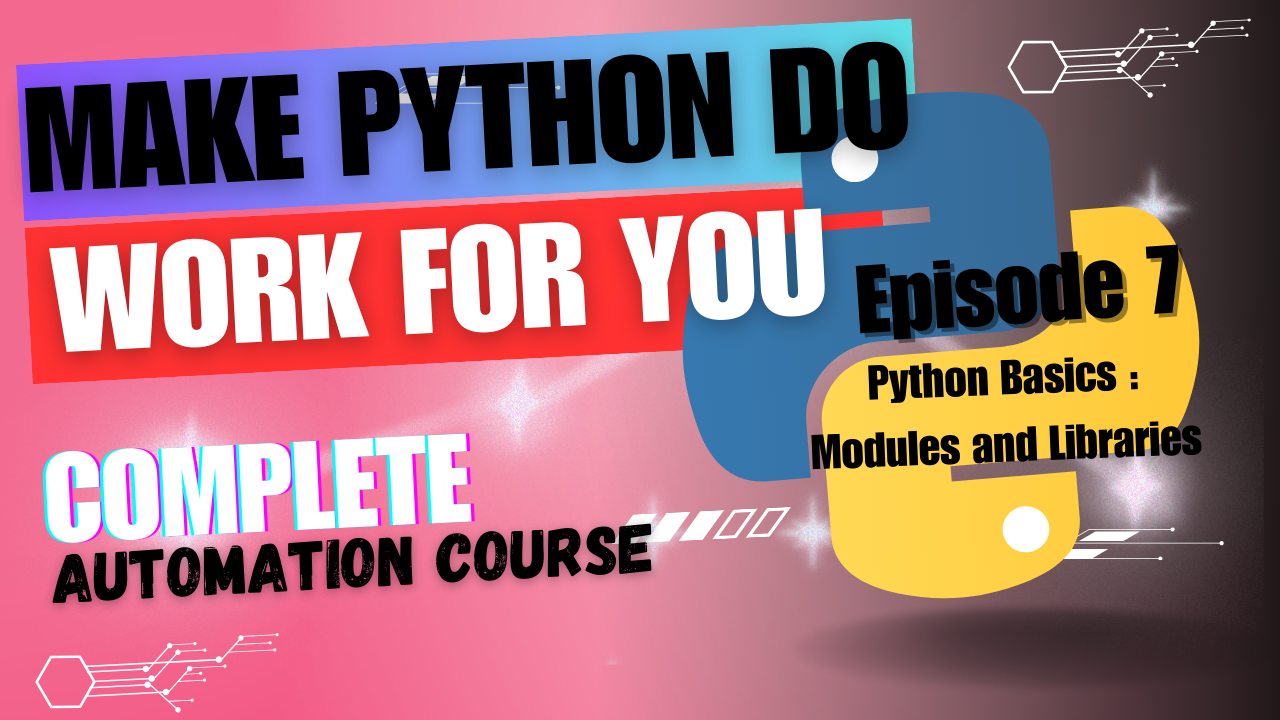 MAKE PYTHON DO
WORK FOR YOU
Episode 7
Python Basics :
Modules and Libraries
COMPLETE
AUTOMATION COURSE